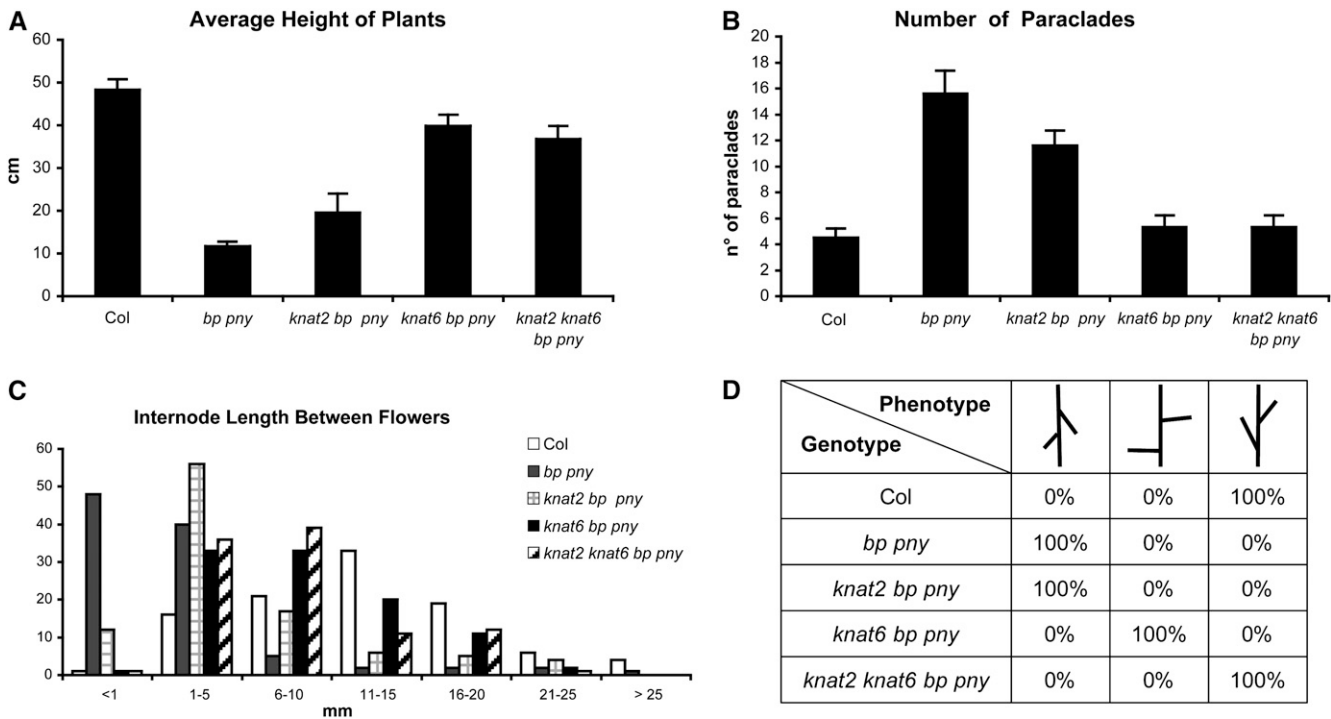 A
Average Height of Plants
60
50
40
30
20
10
0
cm
Col
bp pny
knat2 bp pny
knat6 bp pny
knat2 knat6
bp pny
B
Number of Paraclades
20
18
16
14
12
10
8
6
4
2
0
n° of paraclades
Col
bp pny
knat2 bp pny
knat6 bp pny
knat2 knat6
bp pny
C
Internode Length Between Flowers
60
50
40
30
20
10
0
Col
bp pny
knat2 bp pny
knat6 bp pny
knat2 knat6 bp pny
<1 1-5 6-10 11-15 16-20 21-25 > 25
mm
D
Phenotype
Genotype
Col 0% 0% 100%
bp pny 100% 0% 0%
knat2 bp pny 100% 0% 0%
knat6 bp pny 0% 100% 0%
knat2 knat6 bp pny 0% 0% 100%